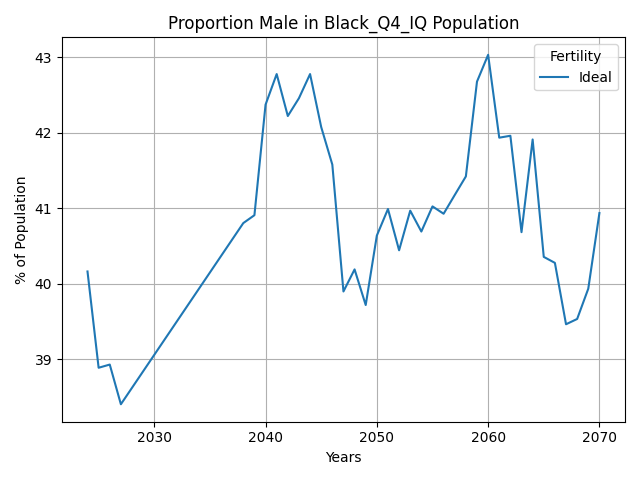 Proportion Male in Black_Q4_IQ Population
Fertility
Ideal
% of Population
43
42
41
40
39
2030 2040 2050 2060 2070
Years